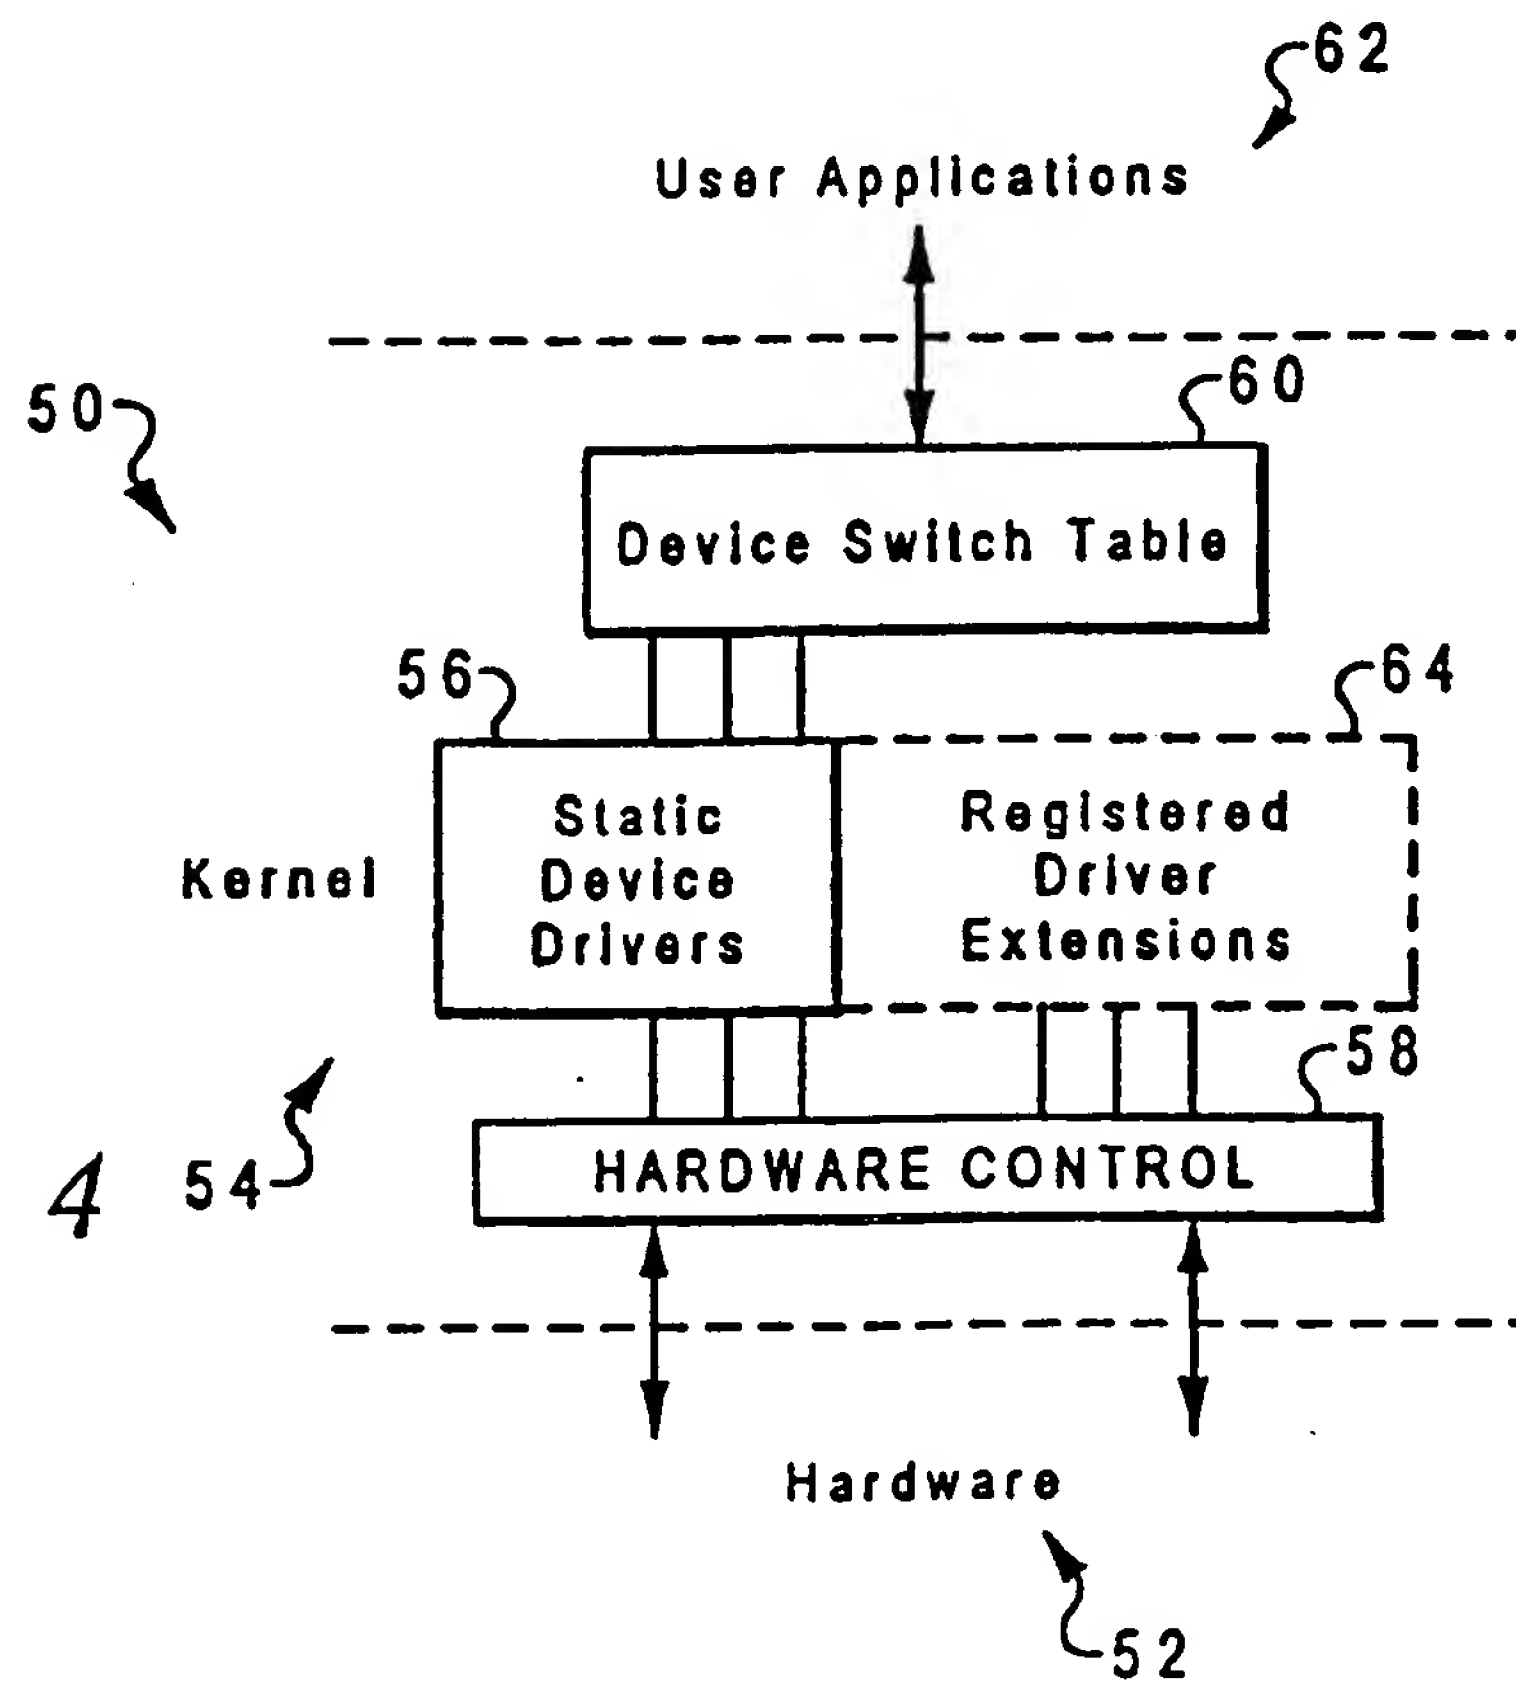 62
User Applications
50
60
Device Switch Table
56
64
Static
Device
Drivers
Registered
Driver
Extensions
Kernel
58
HARDWARE CONTROL
4
54
Hardware
52